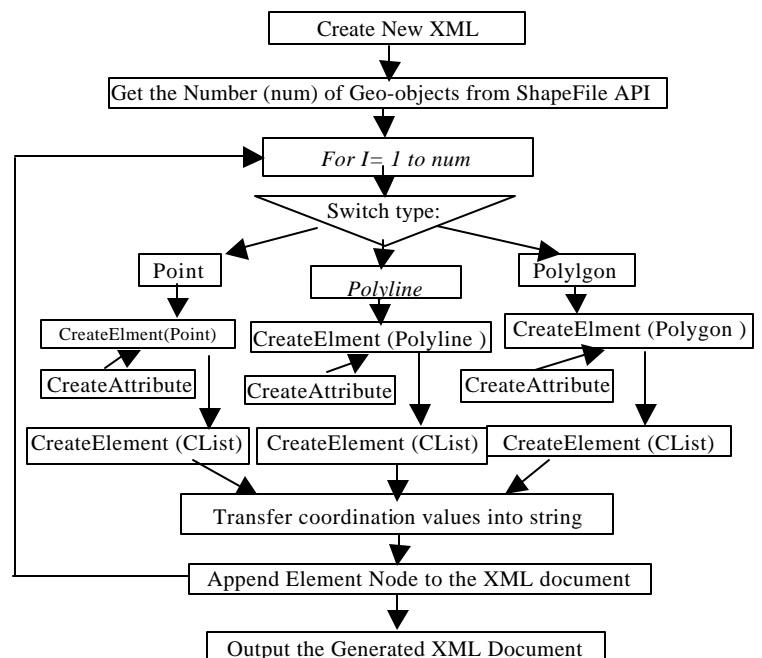 Create New XML
Get the Number (num) of Geo-objects from ShapeFile API
For I= 1 to num
Switch type:
Point
Polyline
Polylgon
CreateElment(Point)
CreateElment (Polyline )
CreateElment (Polygon )
CreateAttribute
CreateAttribute
CreateAttribute
CreateElement (CList)
CreateElement (CList)
CreateElement (CList)
Transfer coordination values into string
Append Element Node to the XML document
Output the Generated XML Document